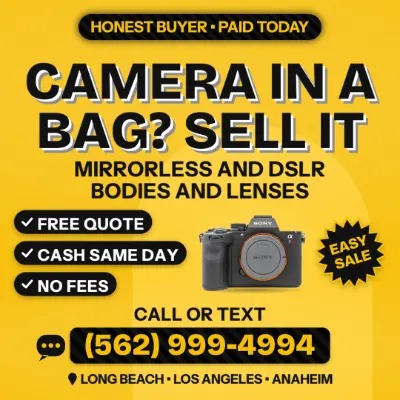 HONEST BUYER • PAID TODAY
CAMERA IN A
BAG? SELL IT
MIRRORLESS AND DSLR
BODIES AND LENSES
FREE QUOTE
CASH SAME DAY
NO FEES
SONY
α
SONY
EASY
SALE
CALL OR TEXT
(562) 999-4994
LONG BEACH • LOS ANGELES • ANAHEIM